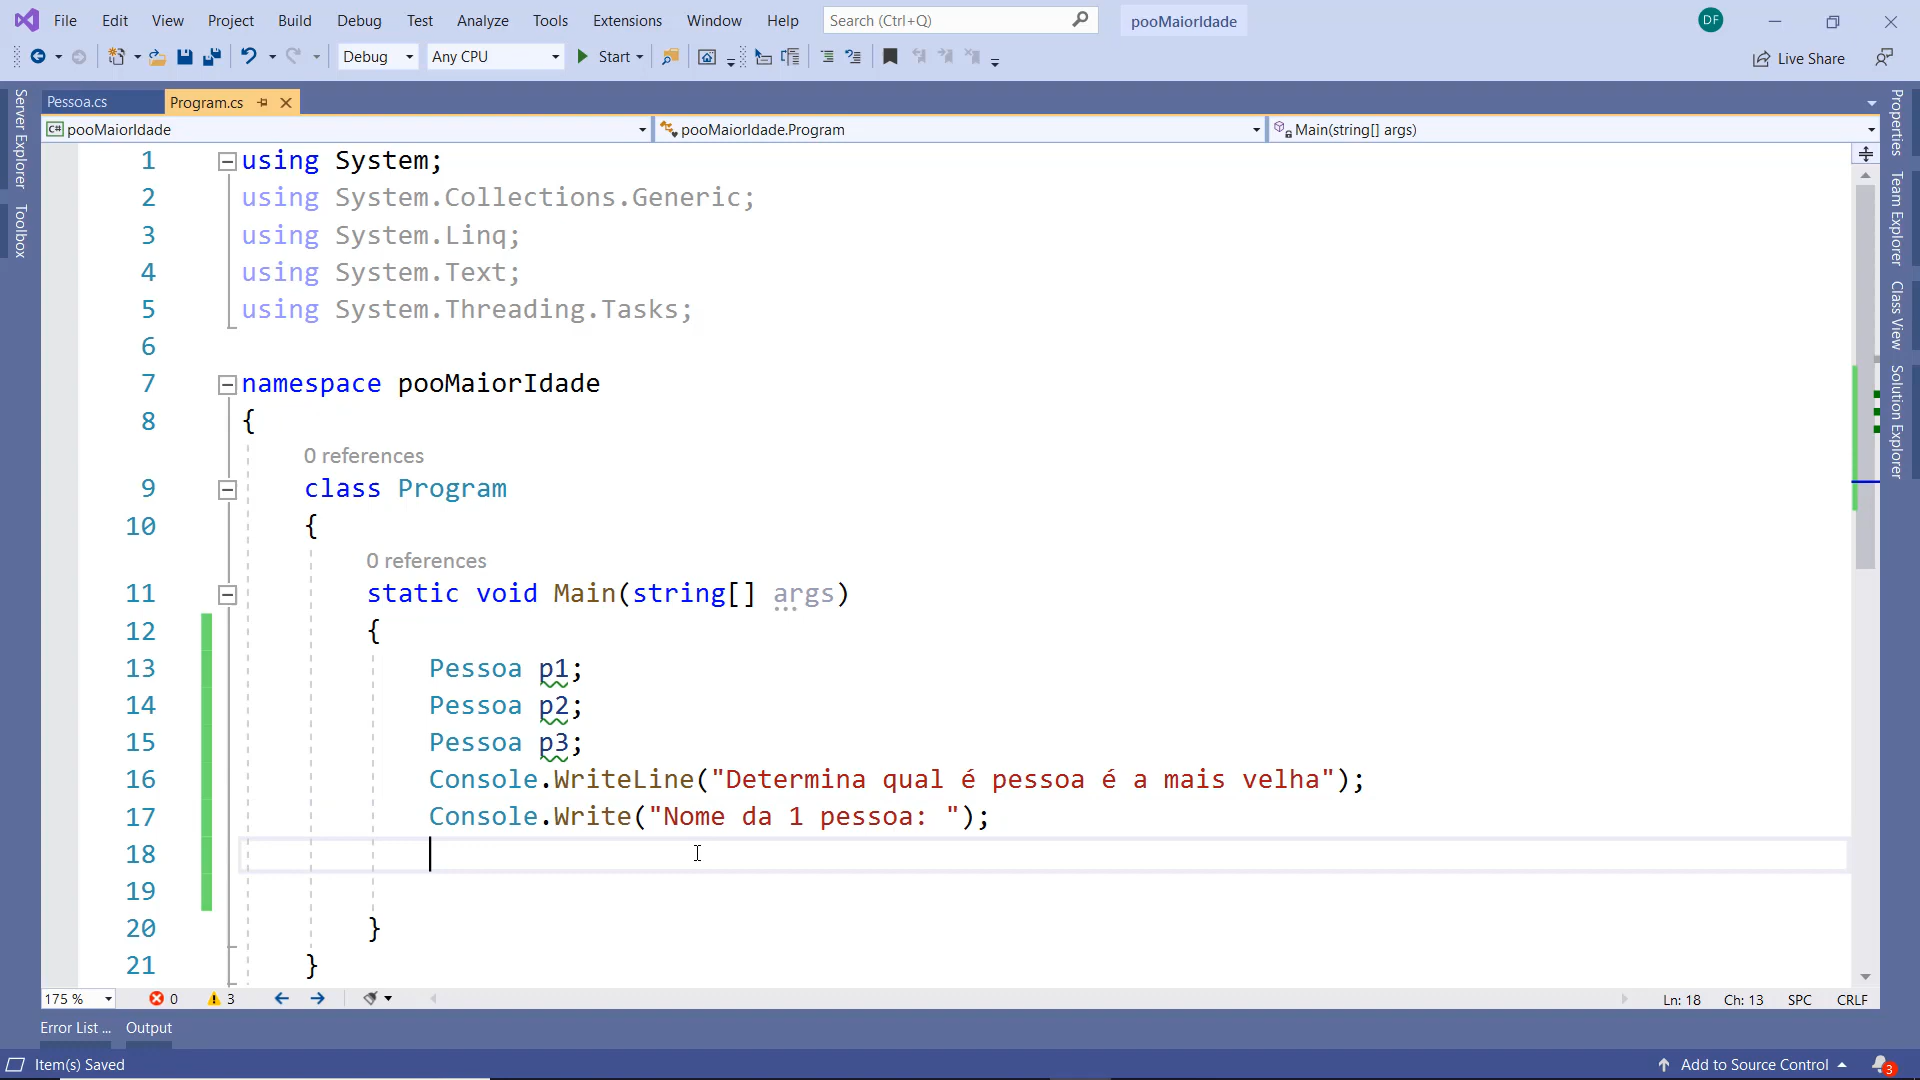 File Edit View Project Build Debug Test Analyze Tools Extensions Window Help Search (Ctrl+Q) pooMaiorIdade DF
Debug Any CPU Start Live Share
Pessoa.cs Program.cs
C# pooMaiorIdade pooMaiorIdade.Program Main(string[] args)
Server Explorer
Toolbox
1 using System;
2 using System.Collections.Generic;
3 using System.Linq;
4 using System.Text;
5 using System.Threading.Tasks;
6
7 namespace pooMaiorIdade
8 {
0 references
9 class Program
10 {
0 references
11 static void Main(string[] args)
12 {
13 Pessoa p1;
14 Pessoa p2;
15 Pessoa p3;
16 Console.WriteLine("Determina qual é pessoa é a mais velha");
17 Console.Write("Nome da 1 pessoa: ");
18
19
20 }
21 }
Properties
Team Explorer
Class View
Solution Explorer
175 % 0 3 Ln: 18 Ch: 13 SPC CRLF
Error List ... Output
Item(s) Saved Add to Source Control 3